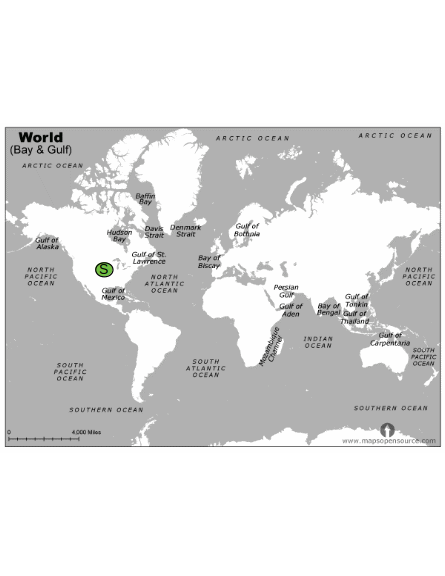 World
(Bay & Gulf)
ARCTIC OCEAN
ARCTIC OCEAN
ARCTIC OCEAN
Baffin
Bay
Hudson
Bay
Davis
Strait
Denmark
Strait
Gulf of
Bothnia
Gulf of
Alaska
Gulf of St.
Lawrence
Bay of
Biscay
S
NORTH
PACIFIC
OCEAN
NORTH
ATLANTIC
OCEAN
NORTH
PACIFIC
OCEAN
Gulf of
Mexico
Persian
Gulf
Gulf of
Aden
Bay of
Bengal
Gulf of
Tonkin
Gulf of
Thailand
Mozambique
Channel
INDIAN
OCEAN
Gulf of
Carpentaria
SOUTH
PACIFIC
OCEAN
SOUTH
ATLANTIC
OCEAN
SOUTH
PACIFIC
OCEAN
SOUTHERN OCEAN
SOUTHERN OCEAN
0 4,000 Miles
www.mapsopensource.com